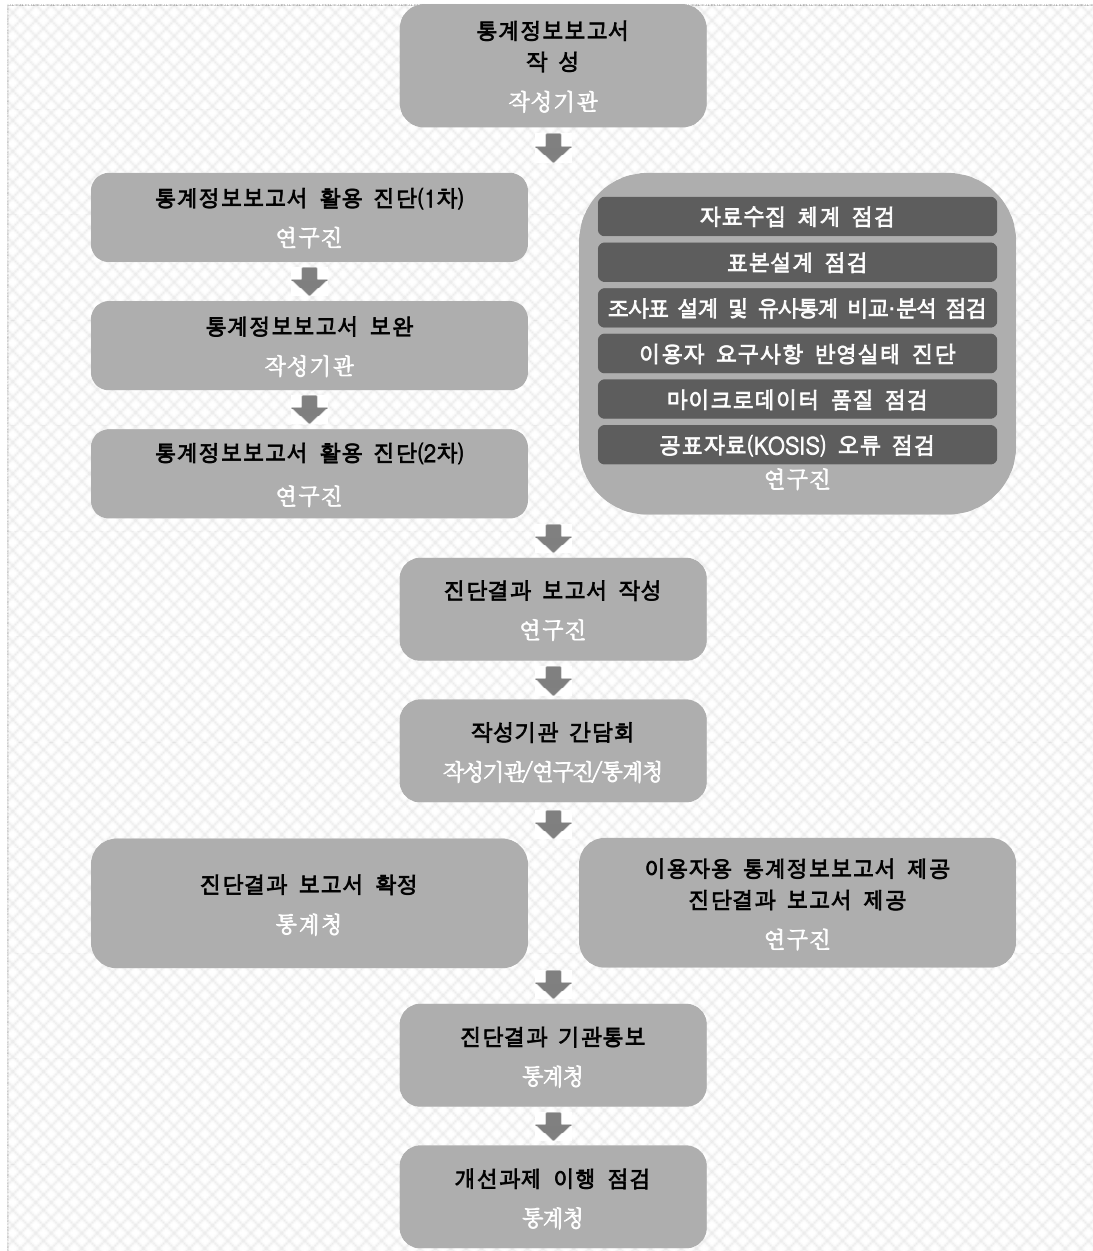 통계정보보고서
작 성
작성기관
통계정보보고서 활용 진단(1차)
연구진
통계정보보고서 보완
작성기관
통계정보보고서 활용 진단(2차)
연구진
자료수집 체계 점검
표본설계 점검
조사표 설계 및 유사통계 비교·분석 점검
이용자 요구사항 반영실태 진단
마이크로데이터 품질 점검
공표자료(KOSIS) 오류 점검
연구진
진단결과 보고서 작성
연구진
작성기관 간담회
작성기관/연구진/통계청
진단결과 보고서 확정
통계청
이용자용 통계정보보고서 제공
진단결과 보고서 제공
연구진
진단결과 기관통보
통계청
개선과제 이행 점검
통계청